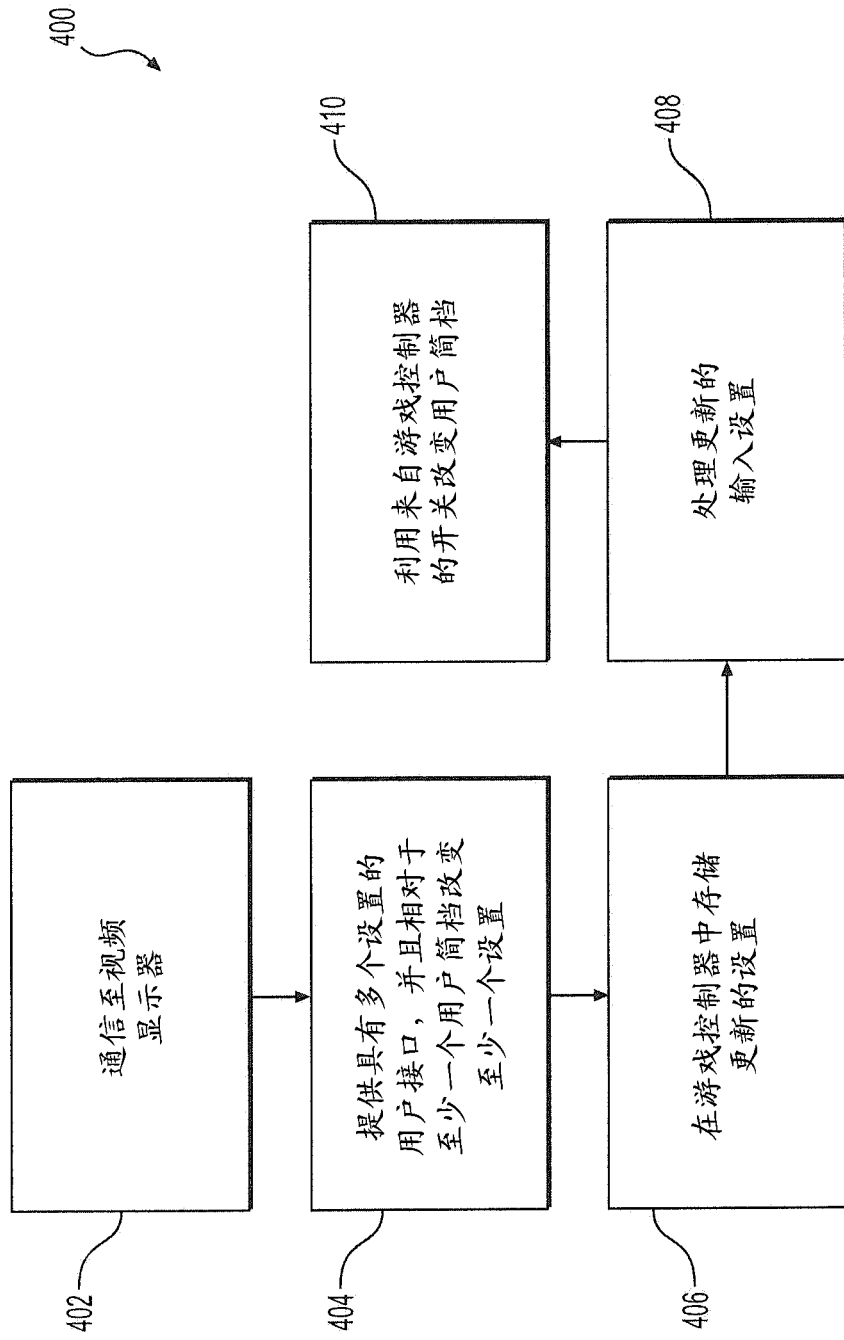 400
402
通信至视频
显示器
404
提供具有多个设置的
用户接口，并且相对于
至少一个用户简档改变
至少一个设置
406
在游戏控制器中存储
更新的设置
408
处理更新的
输入设置
410
利用来自游戏控制器
的开关改变用户简档